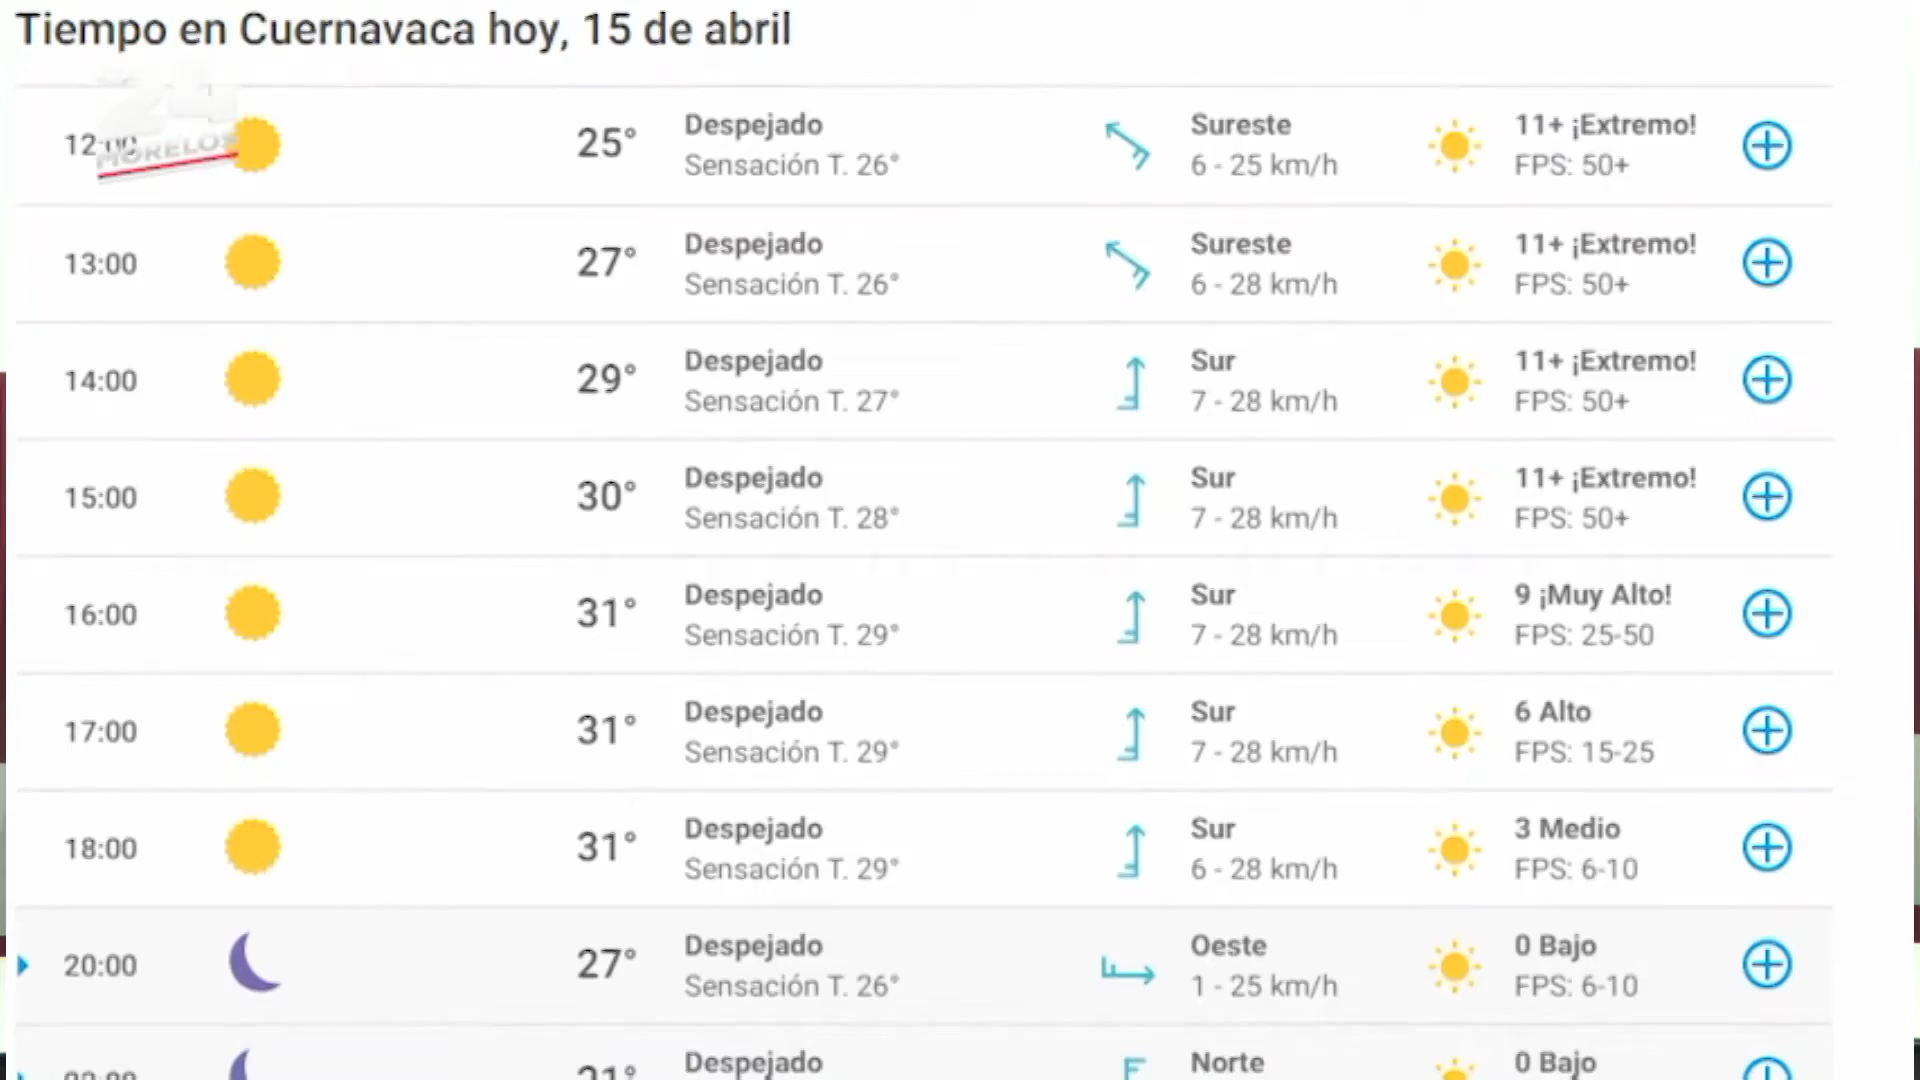 Tiempo en Cuernavaca hoy, 15 de abril
24
MORELOS
12:00 25° Despejado Sureste 11+ ¡Extremo!
Sensación T. 26° 6 - 25 km/h FPS: 50+
13:00 27° Despejado Sureste 11+ ¡Extremo!
Sensación T. 26° 6 - 28 km/h FPS: 50+
14:00 29° Despejado Sur 11+ ¡Extremo!
Sensación T. 27° 7 - 28 km/h FPS: 50+
15:00 30° Despejado Sur 11+ ¡Extremo!
Sensación T. 28° 7 - 28 km/h FPS: 50+
16:00 31° Despejado Sur 9 ¡Muy Alto!
Sensación T. 29° 7 - 28 km/h FPS: 25-50
17:00 31° Despejado Sur 6 Alto
Sensación T. 29° 7 - 28 km/h FPS: 15-25
18:00 31° Despejado Sur 3 Medio
Sensación T. 29° 6 - 28 km/h FPS: 6-10
20:00 27° Despejado Oeste 0 Bajo
Sensación T. 26° 1 - 25 km/h FPS: 6-10
Despejado Norte 0 Bajo